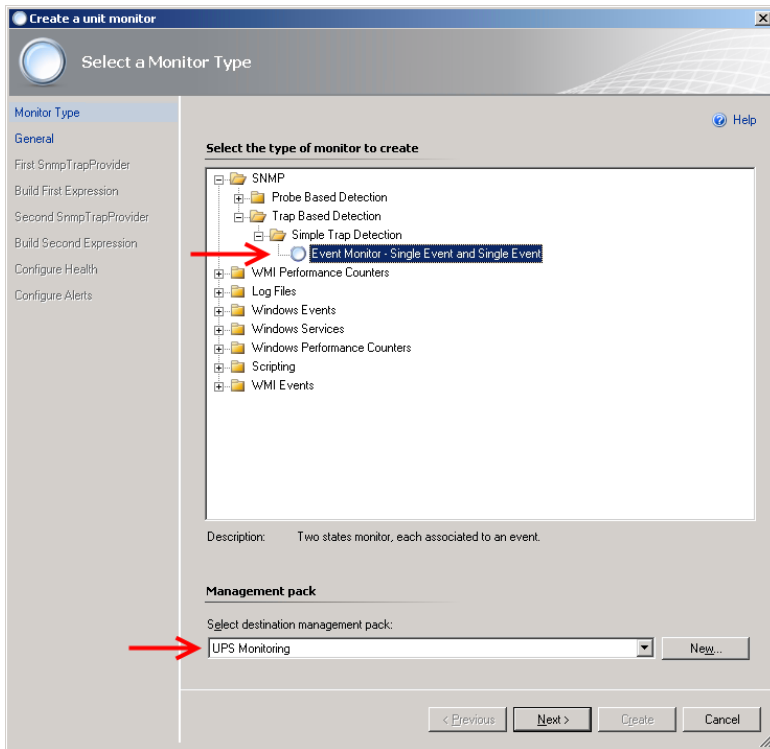 Create a unit monitor
Select a Monitor Type
Monitor Type
General
First SnmpTrapProvider
Build First Expression
Second SnmpTrapProvider
Build Second Expression
Configure Health
Configure Alerts
Help
Select the type of monitor to create
SNMP
Probe Based Detection
Trap Based Detection
Simple Trap Detection
Event Monitor - Single Event and Single Event
WMI Performance Counters
Log Files
Windows Events
Windows Services
Windows Performance Counters
Scripting
WMI Events
Description: Two states monitor, each associated to an event.
Management pack
Select destination management pack:
UPS Monitoring
New...
< Previous Next > Create Cancel